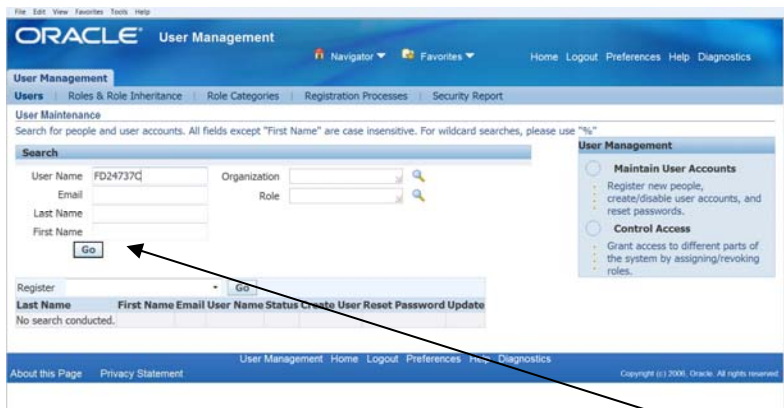 File Edit View Favorites Tools Help
ORACLE® User Management
Navigator Favorites Home Logout Preferences Help Diagnostics
User Management
Users | Roles & Role Inheritance | Role Categories | Registration Processes | Security Report
User Maintenance
Search for people and user accounts. All fields except "First Name" are case insensitive. For wildcard searches, please use "%"
Search
User Name FD24737C Organization
Email Role
Last Name
First Name
Go
Register Go
Last Name First Name Email User Name Status Create User Reset Password Update
No search conducted.
User Management
Maintain User Accounts
Register new people,
create/disable user accounts, and
reset passwords.
Control Access
Grant access to different parts of
the system by assigning/revoking
roles.
User Management Home Logout Preferences Help Diagnostics
About this Page Privacy Statement Copyright (c) 2006, Oracle. All rights reserved.